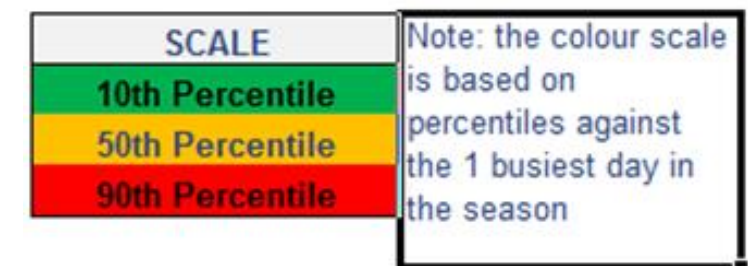 SCALE
10th Percentile
50th Percentile
90th Percentile
Note: the colour scale
is based on
percentiles against
the 1 busiest day in
the season